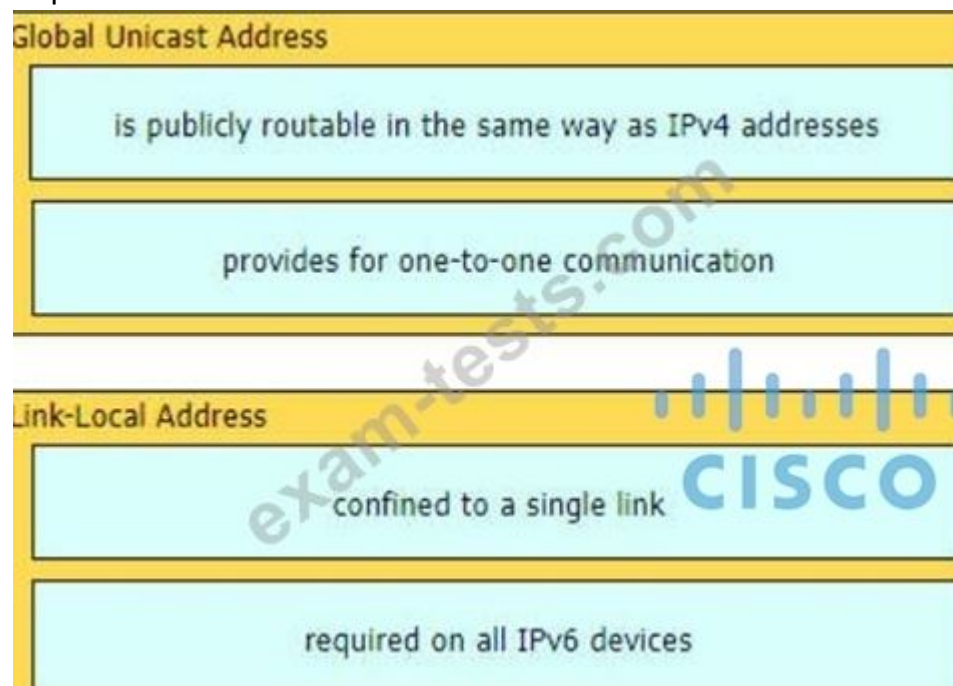 Global Unicast Address
is publicly routable in the same way as IPv4 addresses
provides for one-to-one communication
exam-tests.com
Link-Local Address
CISCO
confined to a single link
required on all IPv6 devices